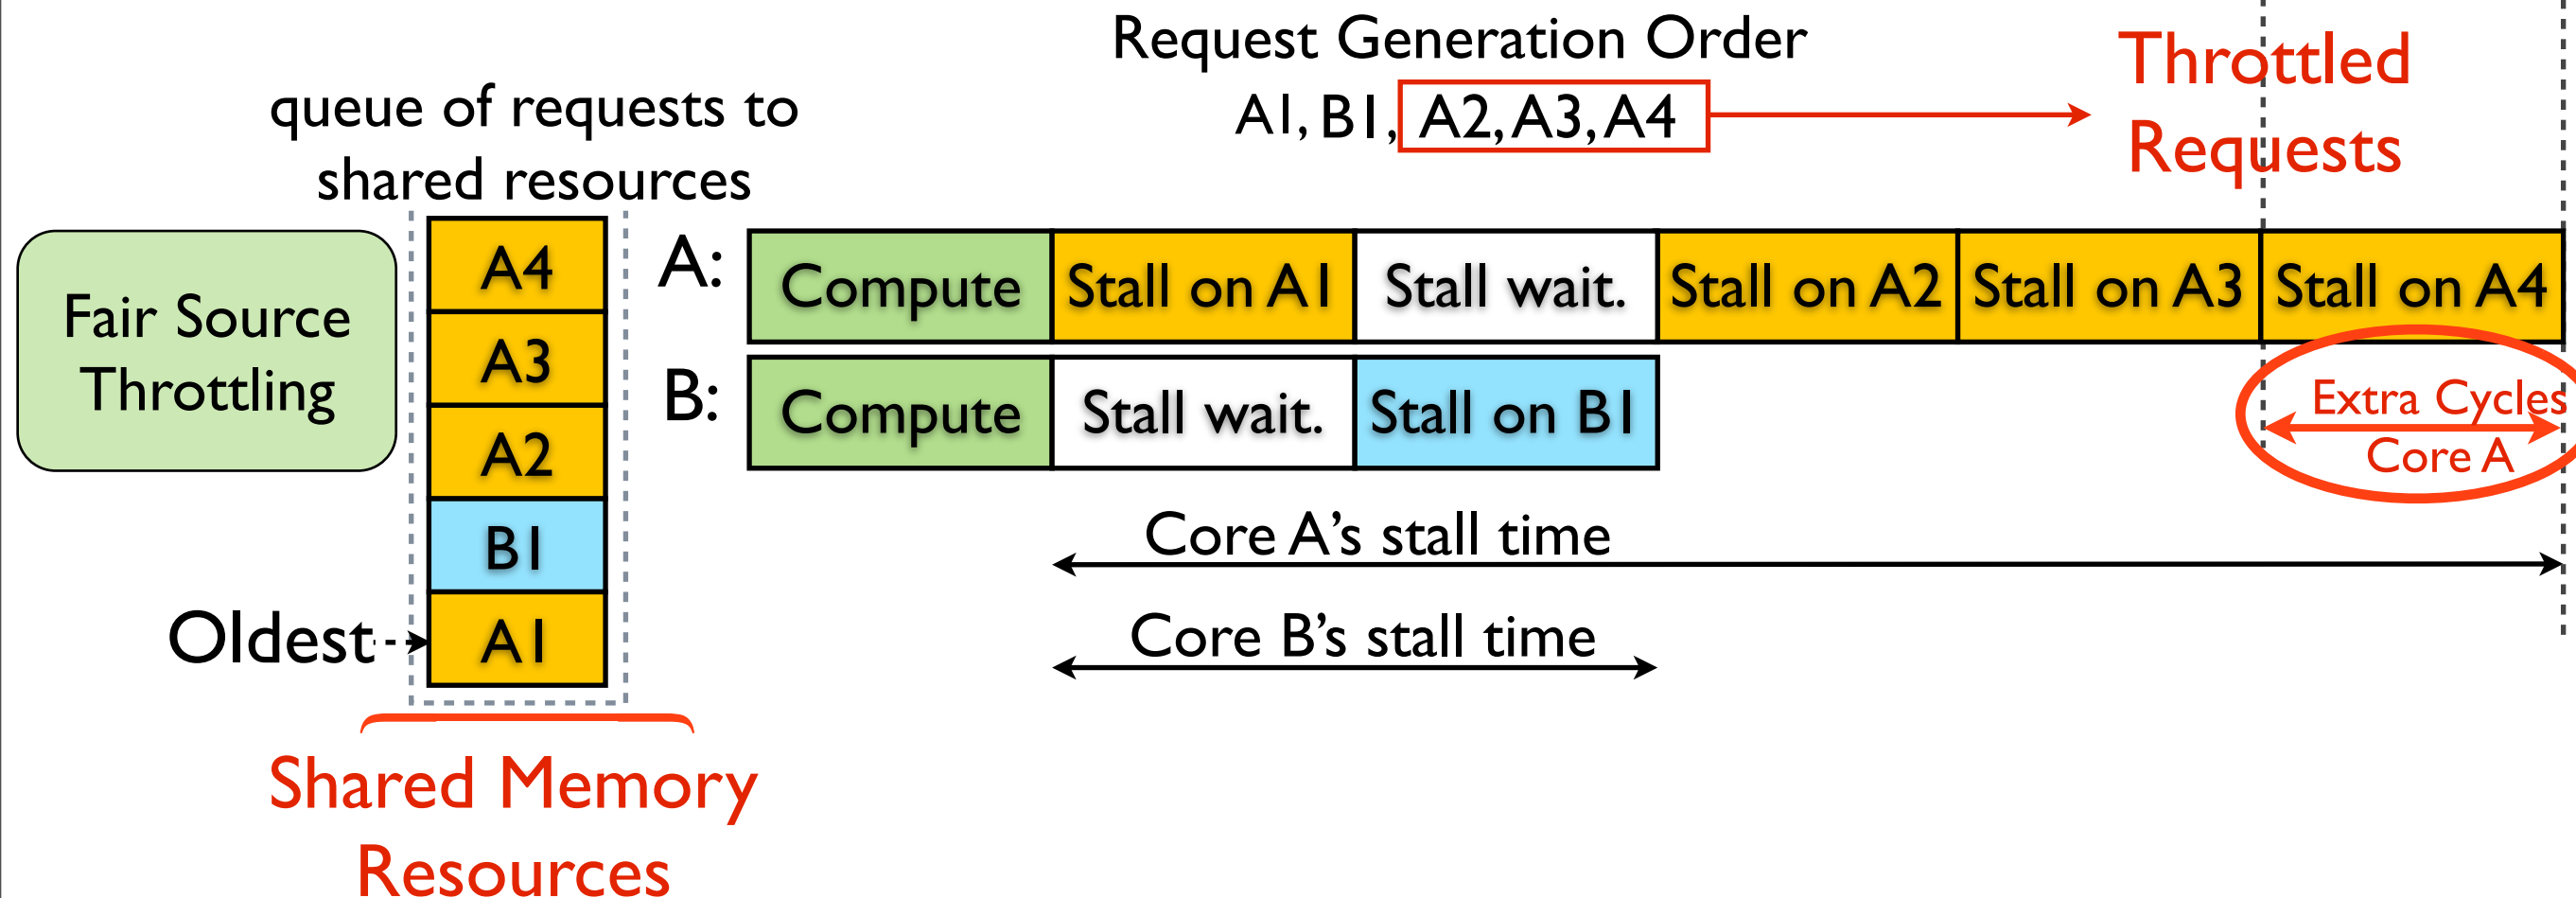 Request Generation Order
A1, B1, A2, A3, A4
Throttled
Requests
queue of requests to
shared resources
Fair Source
Throttling
A4
A3
A2
B1
A1
Oldest
Shared Memory
Resources
A:
Compute
Stall on A1
Stall wait.
Stall on A2
Stall on A3
Stall on A4
B:
Compute
Stall wait.
Stall on B1
Extra Cycles
Core A
Core A’s stall time
Core B’s stall time